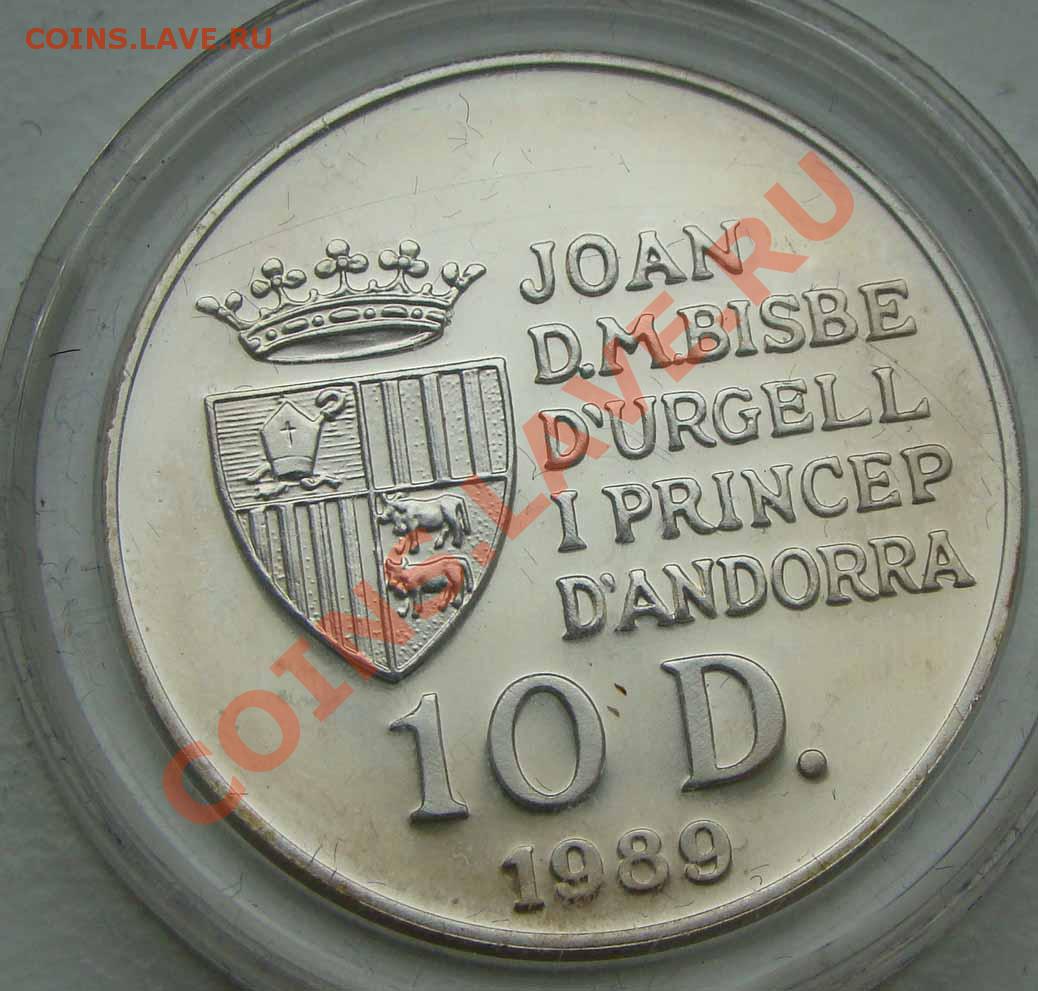 COINS.LAVE.RU
JOAN
D.M.BISBE
D'URGELL
I PRINCEP
D'ANDORRA
10 D.
1989
COINS.LAVE.RU